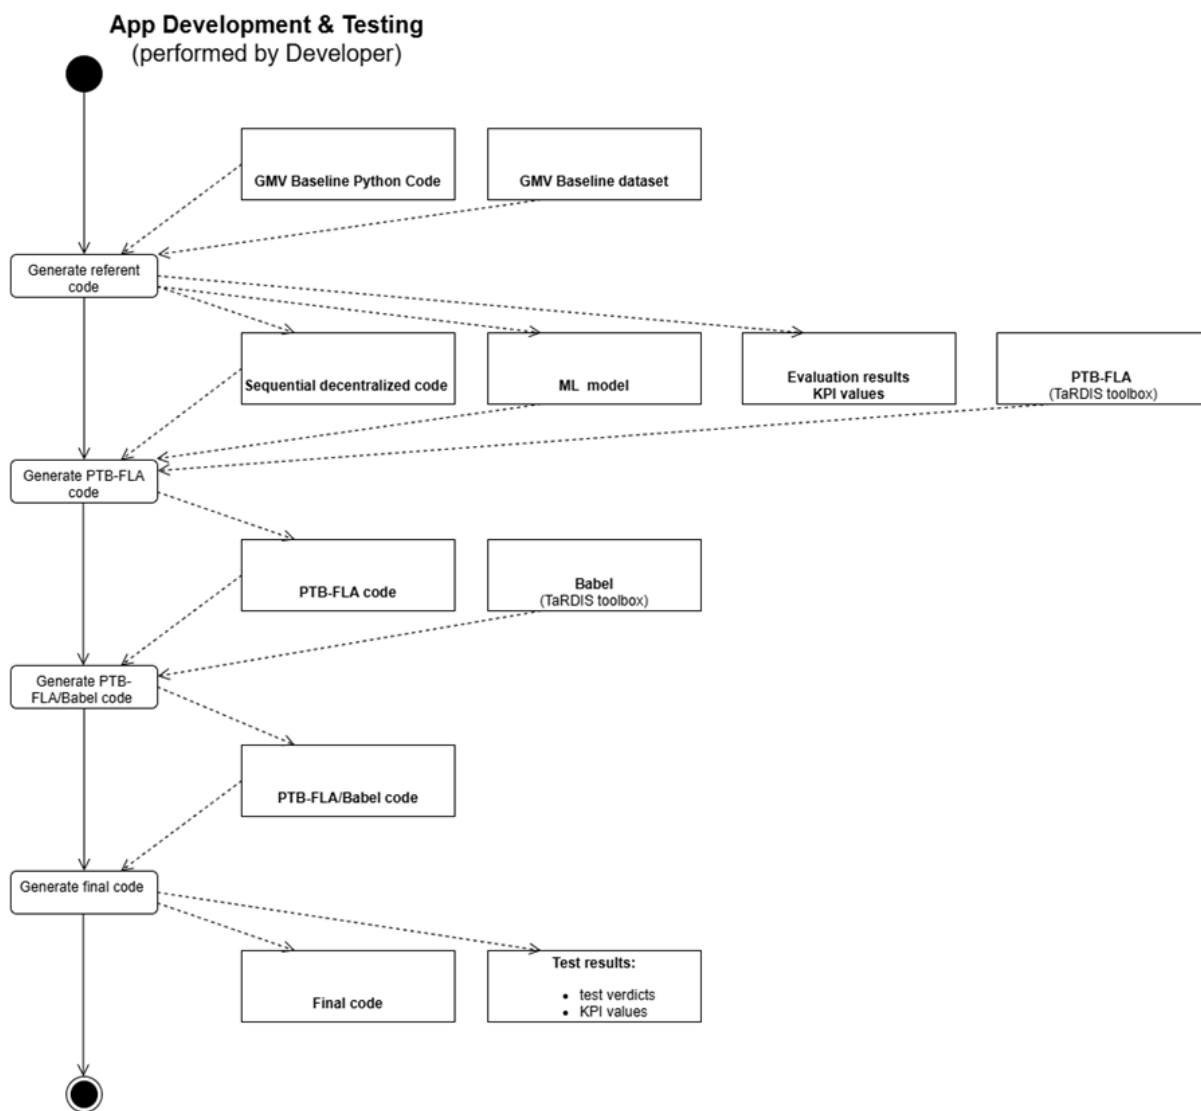 App Development & Testing
(performed by Developer)
GMV Baseline Python Code
GMV Baseline dataset
Generate referent
code
Sequential decentralized code
ML model
Evaluation results
KPI values
PTB-FLA
(TaRDIS toolbox)
Generate PTB-FLA
code
PTB-FLA code
Babel
(TaRDIS toolbox)
Generate PTB-
FLA/Babel code
PTB-FLA/Babel code
Generate final code
Final code
Test results:
• test verdicts
• KPI values